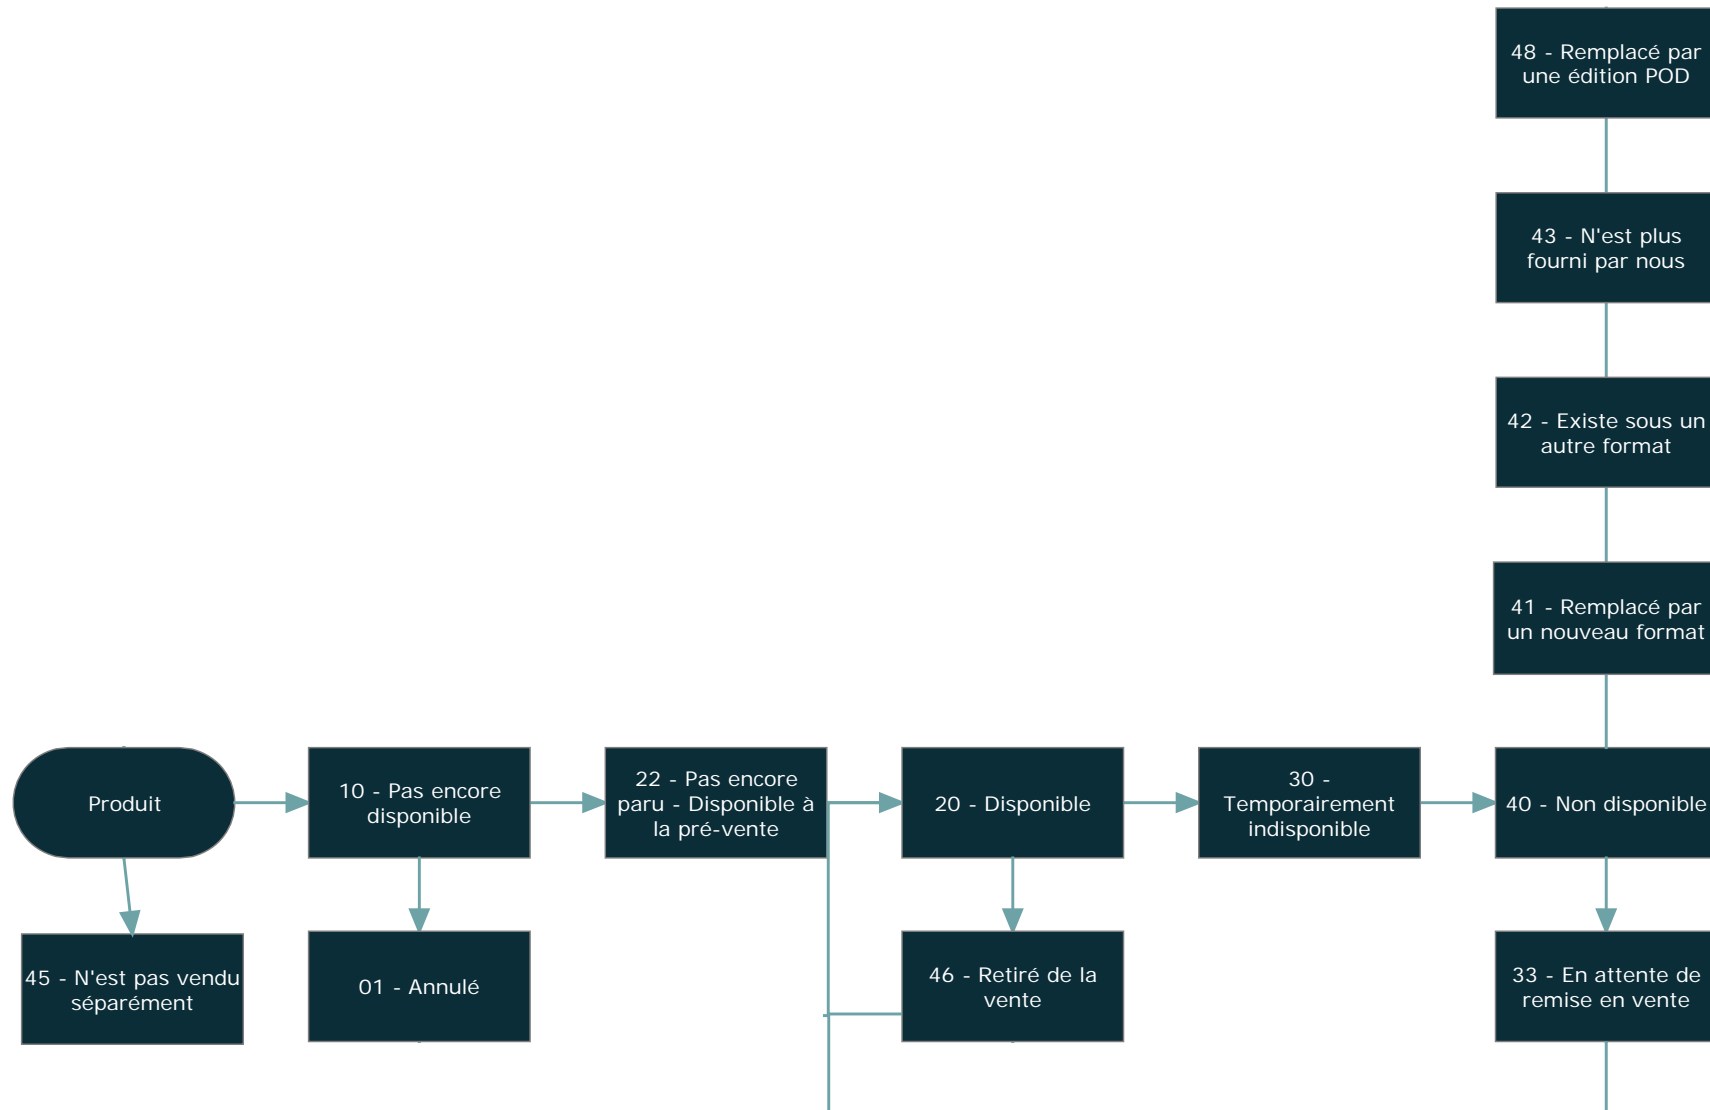 48 - Remplacé par
une édition POD
43 - N'est plus
fourni par nous
42 - Existe sous un
autre format
41 - Remplacé par
un nouveau format
Produit
10 - Pas encore
disponible
22 - Pas encore
paru - Disponible à
la pré-vente
20 - Disponible
30 -
Temporairement
indisponible
40 - Non disponible
45 - N'est pas vendu
séparément
01 - Annulé
46 - Retiré de la
vente
33 - En attente de
remise en vente